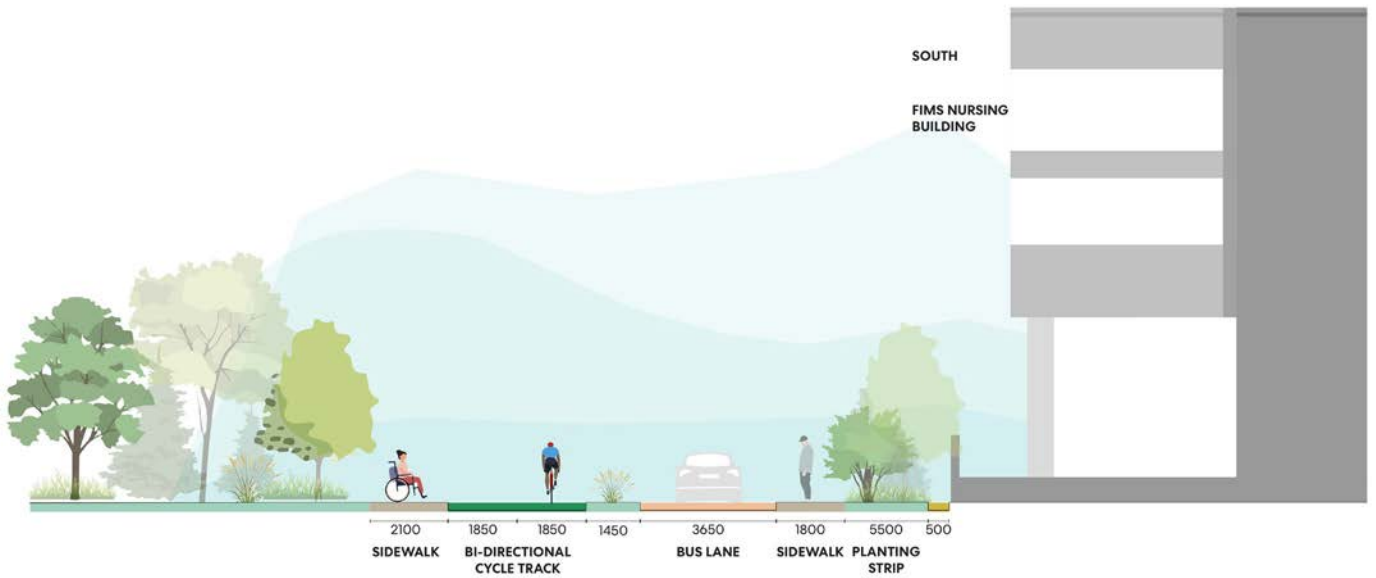 SOUTH
FIMS NURSING
BUILDING
2100 1850 1850 1450 3650 1800 5500 500
SIDEWALK BI-DIRECTIONAL BUS LANE SIDEWALK PLANTING
CYCLE TRACK STRIP